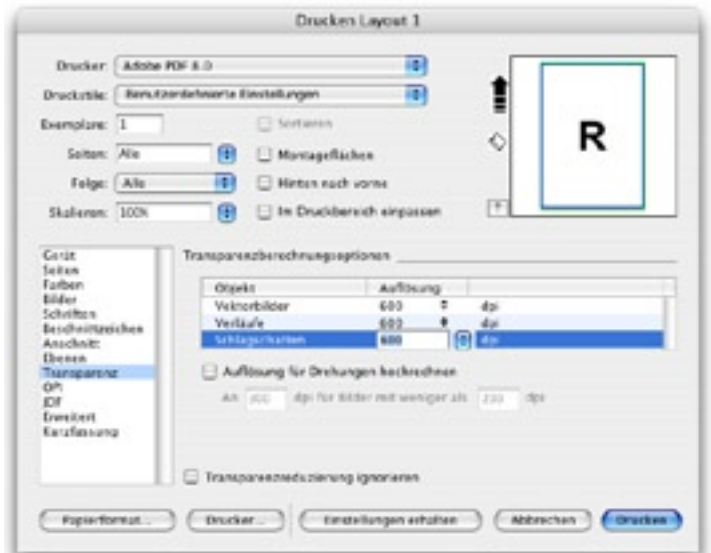 Drucken Layout 1
Drucker: Adobe PDF 8.0
Druckstile: Benutzerdefinierte Einstellungen
Exemplare: 1 Sortieren
Seiten: Alle Montageflächen
Folge: Alle Hinten nach vorne
Skalieren: 100% Im Druckbereich einpassen
R
Gerät
Seiten
Farben
Bilder
Schriften
Beschnittzeichen
Anschnitt
Ebenen
Transparenz
OPI
JDF
Erweitert
Kurzfassung
Transparenzberechnungsoptionen
Objekt Auflösung
Vektorbilder 600 dpi
Verläufe 600 dpi
Schlagschatten 600 dpi
Auflösung für Drehungen hochrechnen
An 300 dpi für Bilder mit weniger als dpi
Transparenzreduzierung ignorieren
Papierformat... Drucker... Einstellungen erhalten Abbrechen Drucken